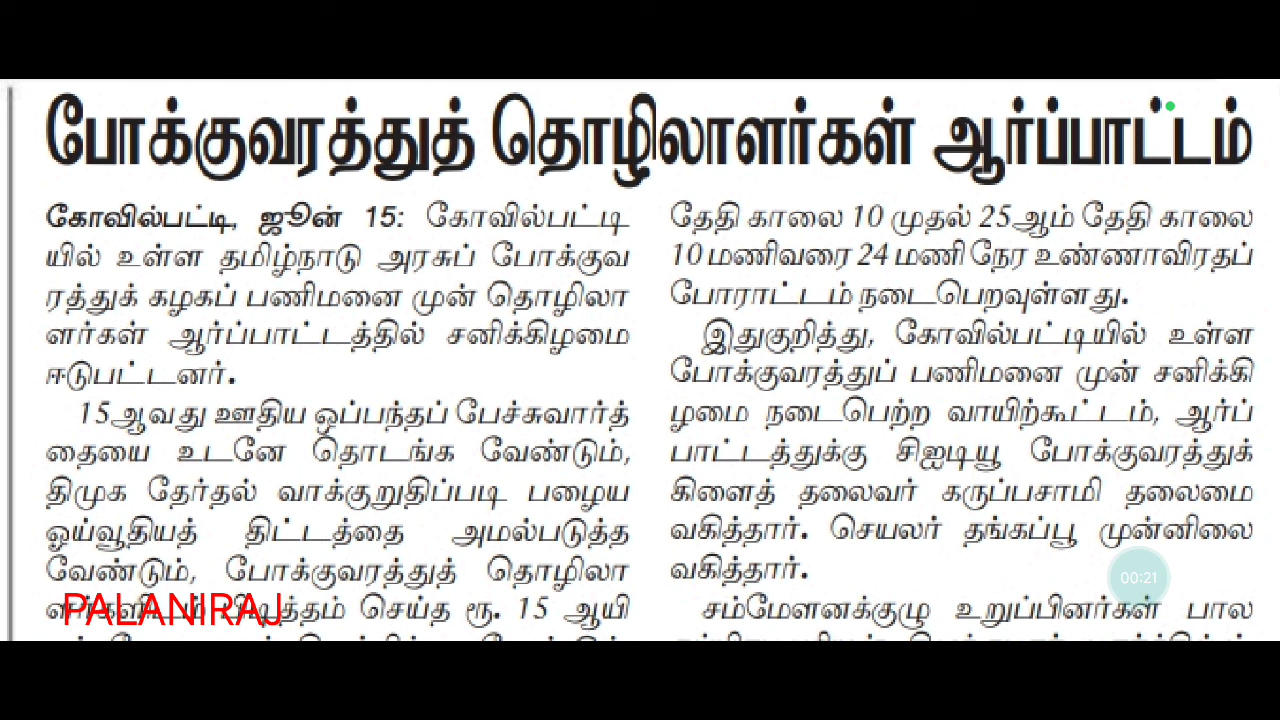 போக்குவரத்துத் தொழிலாளர்கள் ஆர்ப்பாட்டம்
கோவில்பட்டி, ஜூன் 15: கோவில்பட்டி
யில் உள்ள தமிழ்நாடு அரசுப் போக்குவ
ரத்துக் கழகப் பணிமனை முன் தொழிலா
ளர்கள் ஆர்ப்பாட்டத்தில் சனிக்கிழமை
ஈடுபட்டனர்.
15ஆவது ஊதிய ஒப்பந்தப் பேச்சுவார்த்
தையை உடனே தொடங்க வேண்டும்,
திமுக தேர்தல் வாக்குறுதிப்படி பழைய
ஓய்வூதியத் திட்டத்தை அமல்படுத்த
வேண்டும், போக்குவரத்துத் தொழிலா
செய்த ரூ. 15 ஆயி
PALANIRAJ
தேதி காலை 10 முதல் 25ஆம் தேதி காலை
10 மணிவரை 24 மணி நேர உண்ணாவிரதப்
போராட்டம் நடைபெறவுள்ளது.
இதுகுறித்து, கோவில்பட்டியில் உள்ள
போக்குவரத்துப் பணிமனை முன் சனிக்கி
ழமை நடைபெற்ற வாயிற்கூட்டம், ஆர்ப்
பாட்டத்துக்கு சிஐடியூ போக்குவரத்துக்
கிளைத் தலைவர் கருப்பசாமி தலைமை
வகித்தார். செயலர் தங்கப்பூ முன்னிலை
வகித்தார்.
00:21
சம்மேளனக்குழு உறுப்பினர்கள் பால